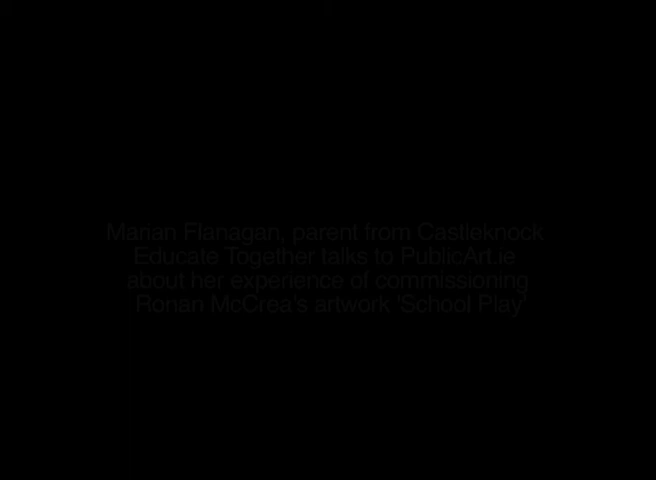 Marian Flanagan, parent from Castleknock
Educate Together talks to PublicArt.ie
about her experience of commissioning
Ronan McCrea's artwork 'School Play'